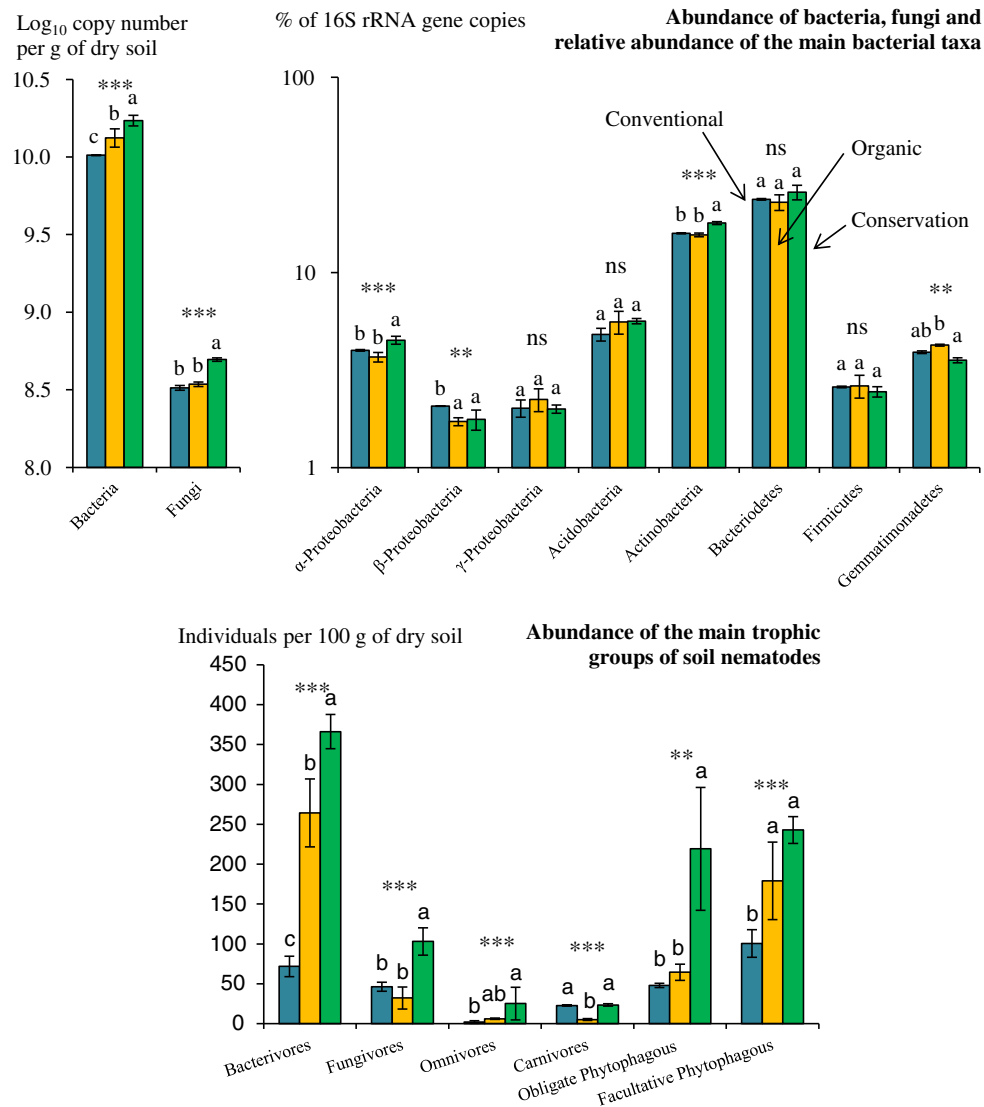 Log₁₀ copy number
per g of dry soil
10.5
10.0
9.5
9.0
8.5
8.0
***
c b a
***
b b a
Bacteria
Fungi
% of 16S rRNA gene copies
Abundance of bacteria, fungi and
relative abundance of the main bacterial taxa
100
10
1
Conventional
Organic
Conservation
***
b b a
**
b a a
ns
a a a
ns
a a a
***
b b a
ns
a a a
ns
a a a
**
ab b a
α-Proteobacteria
β-Proteobacteria
γ-Proteobacteria
Acidobacteria
Actinobacteria
Bacteriodetes
Firmicutes
Gemmatimonadetes
Individuals per 100 g of dry soil
Abundance of the main trophic
groups of soil nematodes
450
400
350
300
250
200
150
100
50
0
***
c b a
***
b b a
***
b ab a
***
a b a
**
b b a
***
b a a
Bacterivores
Fungivores
Omnivores
Carnivores
Obligate Phytophagous
Facultative Phytophagous